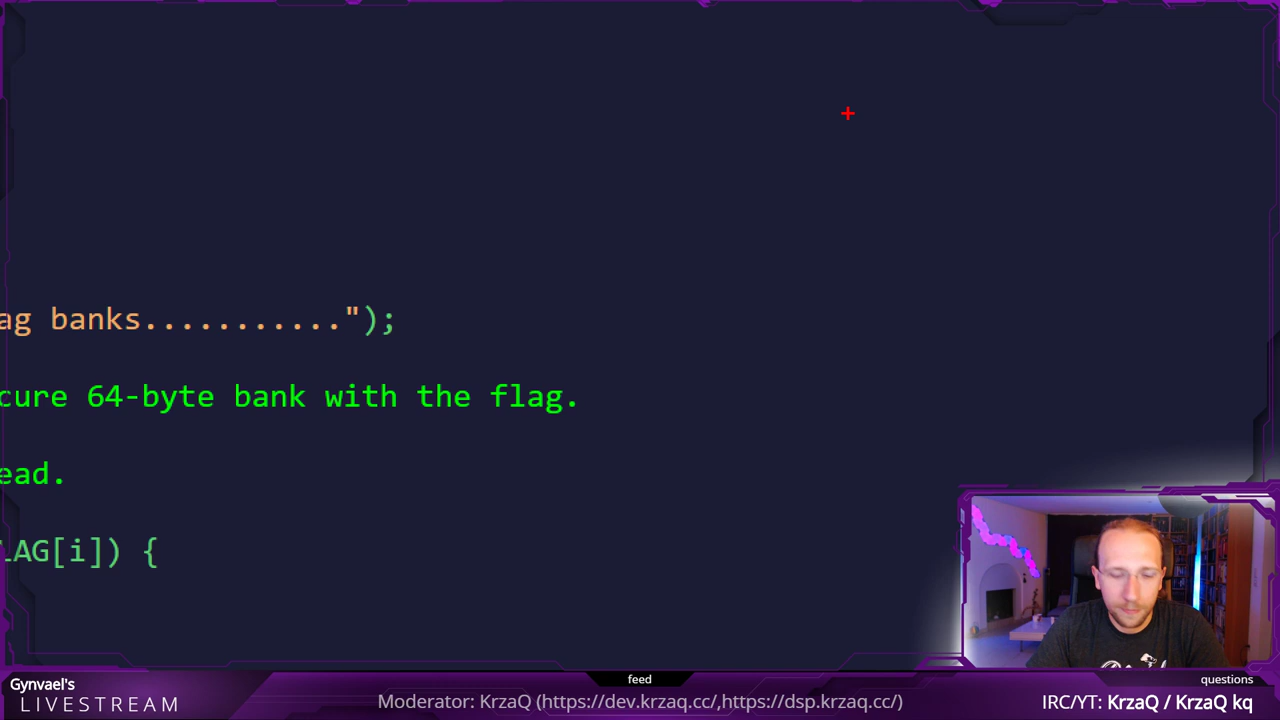 ag banks...........");
cure 64-byte bank with the flag.
ead.
LAG[i]) {
feed
questions
Gynvael's
LIVESTREAM
Moderator: KrzaQ (https://dev.krzaq.cc/,https://dsp.krzaq.cc/)
IRC/YT: KrzaQ / KrzaQ kq